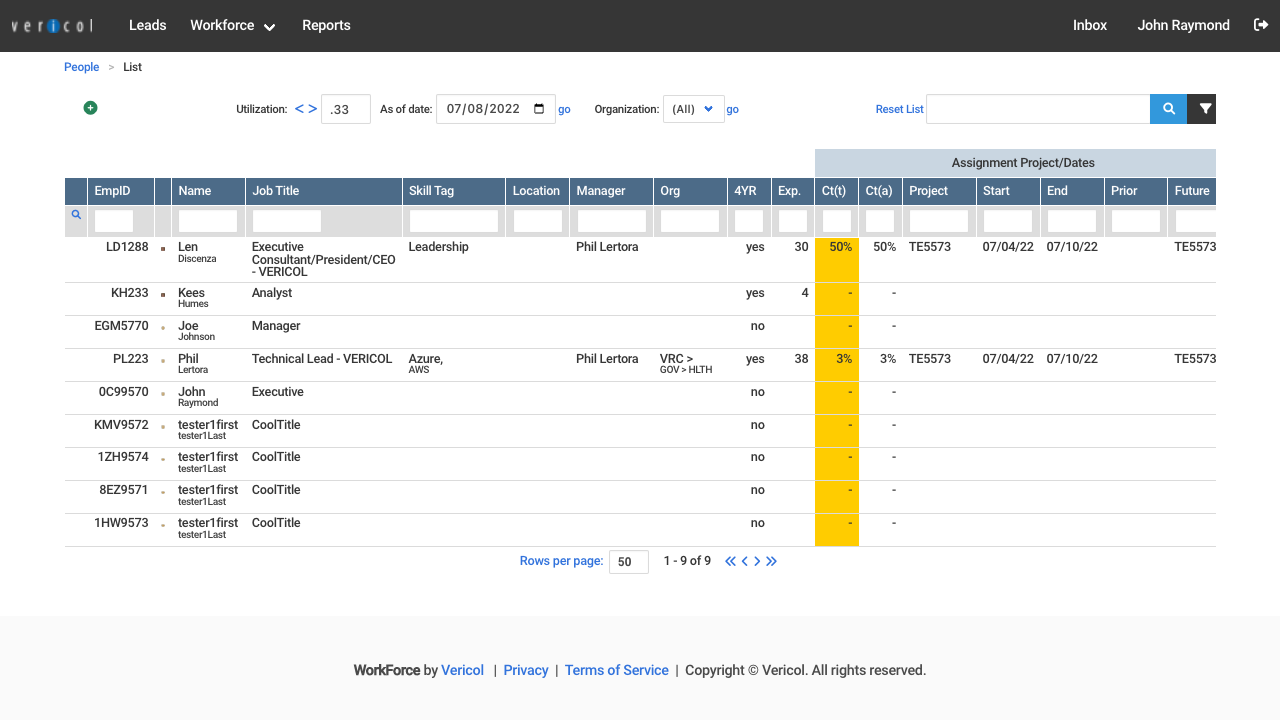 vericol Leads Workforce Reports Inbox John Raymond
People > List
Utilization: < > .33 As of date: 07/08/2022 go Organization: (All) go Reset List
Assignment Project/Dates
EmpID Name Job Title Skill Tag Location Manager Org 4YR Exp. Ct(t) Ct(a) Project Start End Prior Future
LD1288 Len Executive Leadership Phil Lertora yes 30 50% 50% TE5573 07/04/22 07/10/22 TE5573
Discenza Consultant/President/CEO
- VERICOL
KH233 Kees Analyst yes 4 - -
Humes
EGM5770 Joe Manager no - -
Johnson
PL223 Phil Technical Lead - VERICOL Azure, Phil Lertora VRC > yes 38 3% 3% TE5573 07/04/22 07/10/22 TE5573
Lertora AWS GOV > HLTH
0C99570 John Executive no - -
Raymond
KMV9572 tester1first CoolTitle no - -
tester1Last
1ZH9574 tester1first CoolTitle no - -
tester1Last
8EZ9571 tester1first CoolTitle no - -
tester1Last
1HW9573 tester1first CoolTitle no - -
tester1Last
Rows per page: 50 1 - 9 of 9
WorkForce by Vericol | Privacy | Terms of Service | Copyright © Vericol. All rights reserved.